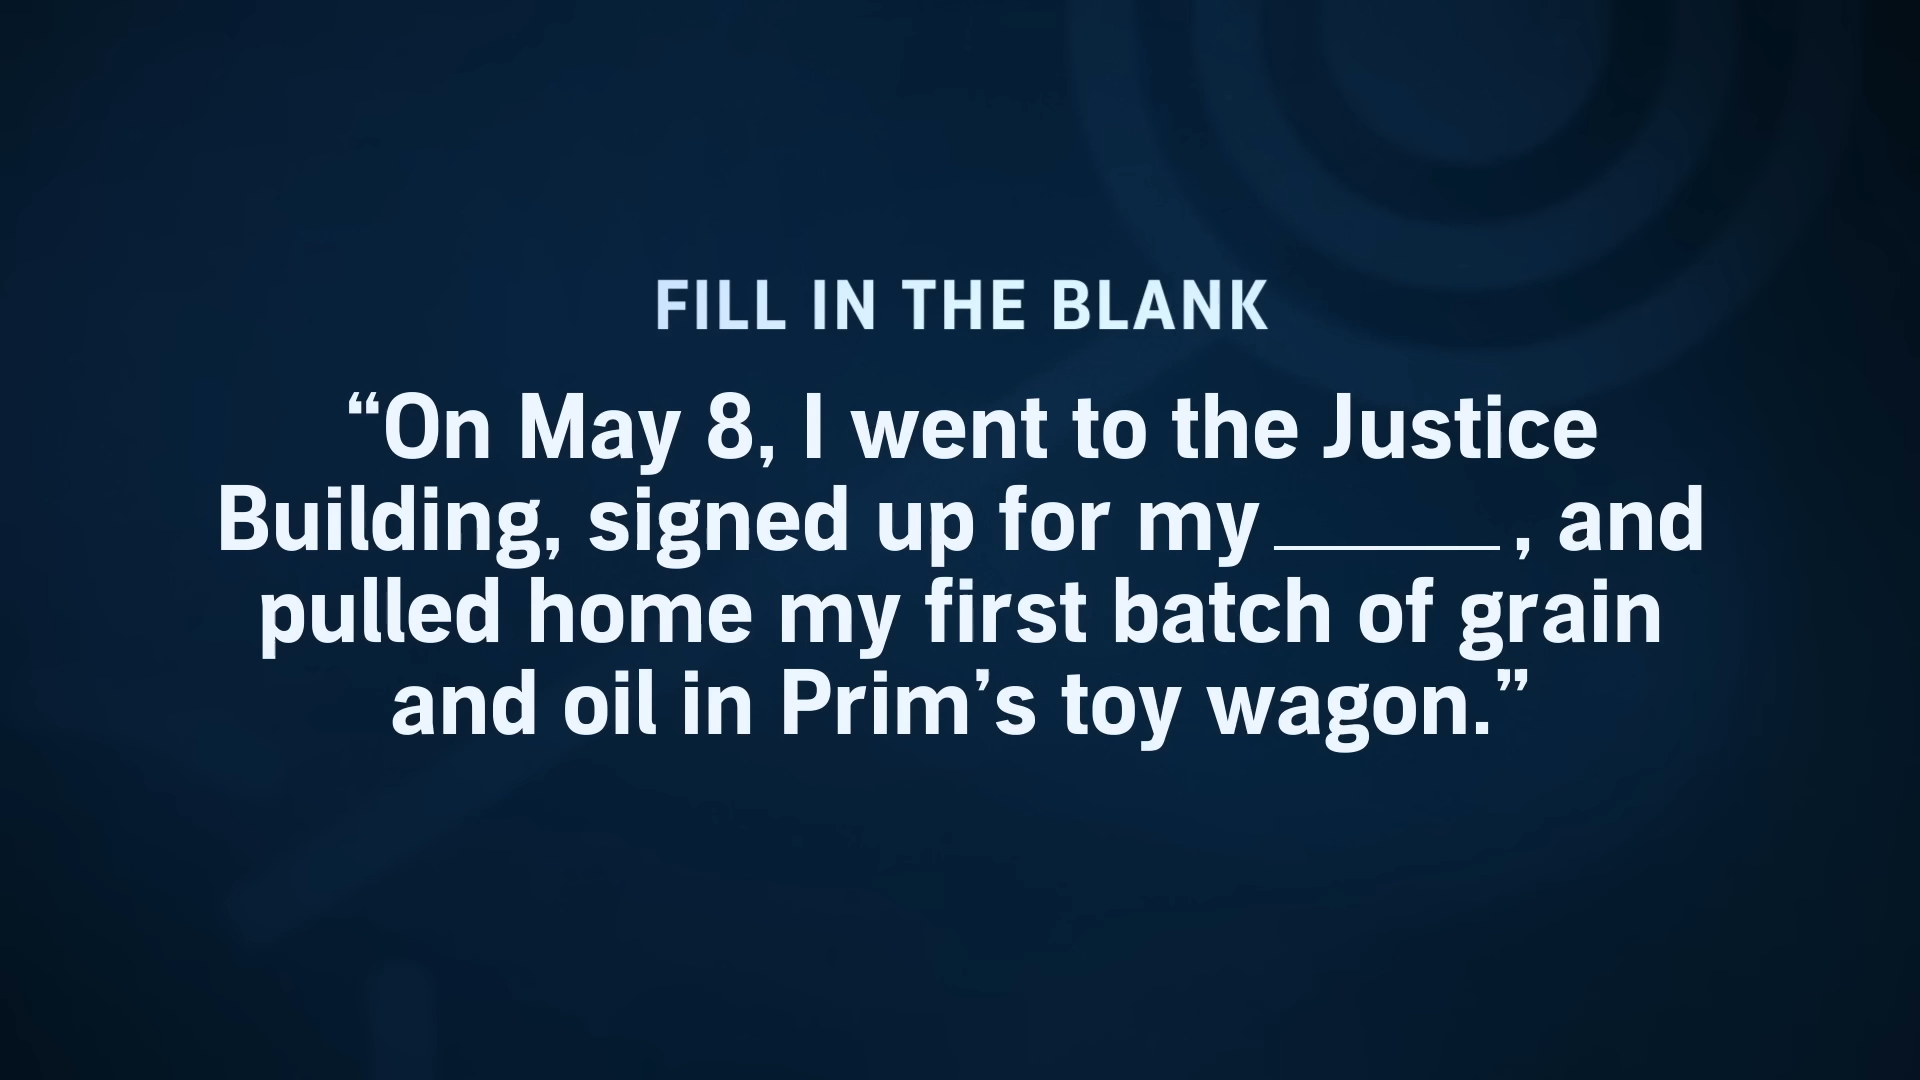 FILL IN THE BLANK
“On May 8, I went to the Justice
Building, signed up for my ______, and
pulled home my first batch of grain
and oil in Prim’s toy wagon.”